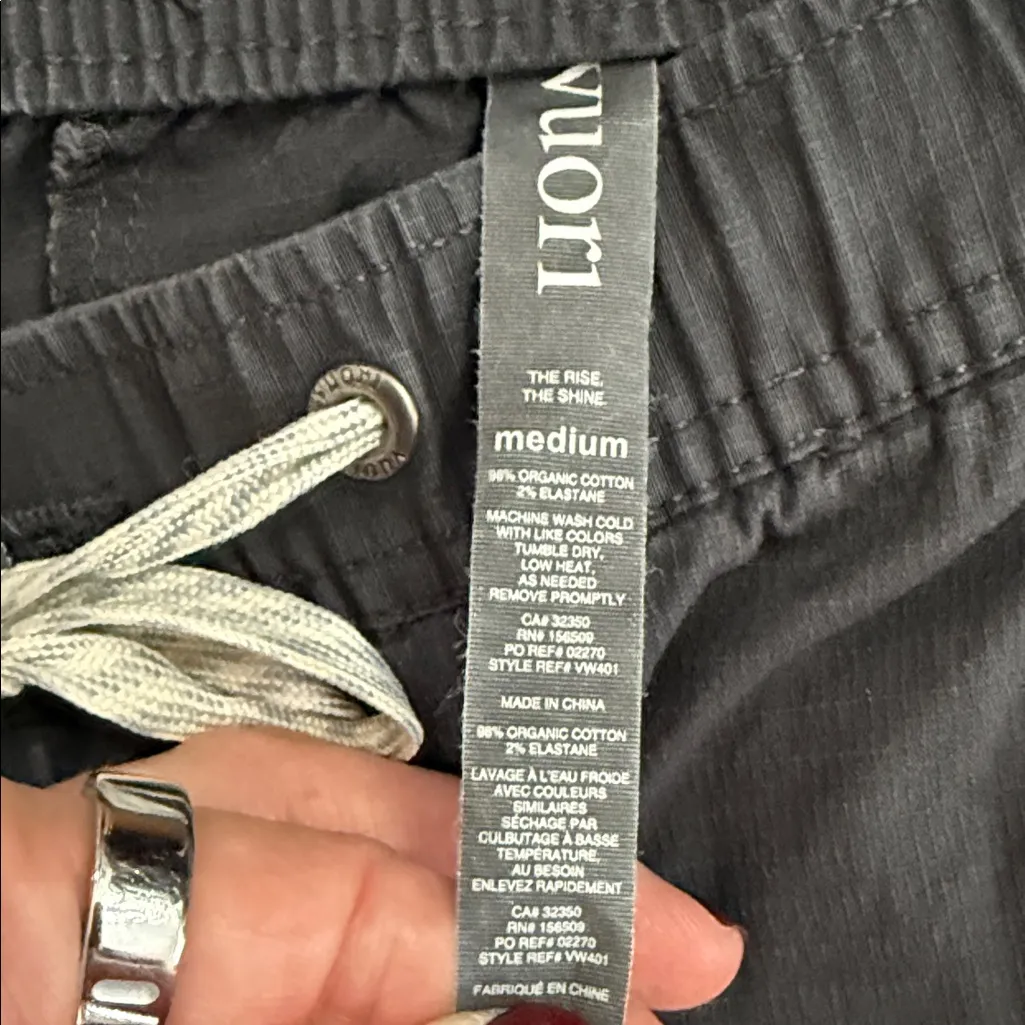 vuori
vuori
vuori
THE RISE,
THE SHINE
medium
98% ORGANIC COTTON
2% ELASTANE
MACHINE WASH COLD
WITH LIKE COLORS
TUMBLE DRY,
LOW HEAT,
AS NEEDED
REMOVE PROMPTLY
CA# 32350
RN# 156509
PO REF# 02270
STYLE REF# VW401
MADE IN CHINA
98% ORGANIC COTTON
2% ELASTANE
LAVAGE À L'EAU FROIDE
AVEC COULEURS
SIMILAIRES
SÉCHAGE PAR
CULBUTAGE À BASSE
TEMPÉRATURE,
AU BESOIN
ENLEVEZ RAPIDEMENT
CA# 32350
RN# 156509
PO REF# 02270
STYLE REF# VW401
FABRIQUÉ EN CHINE